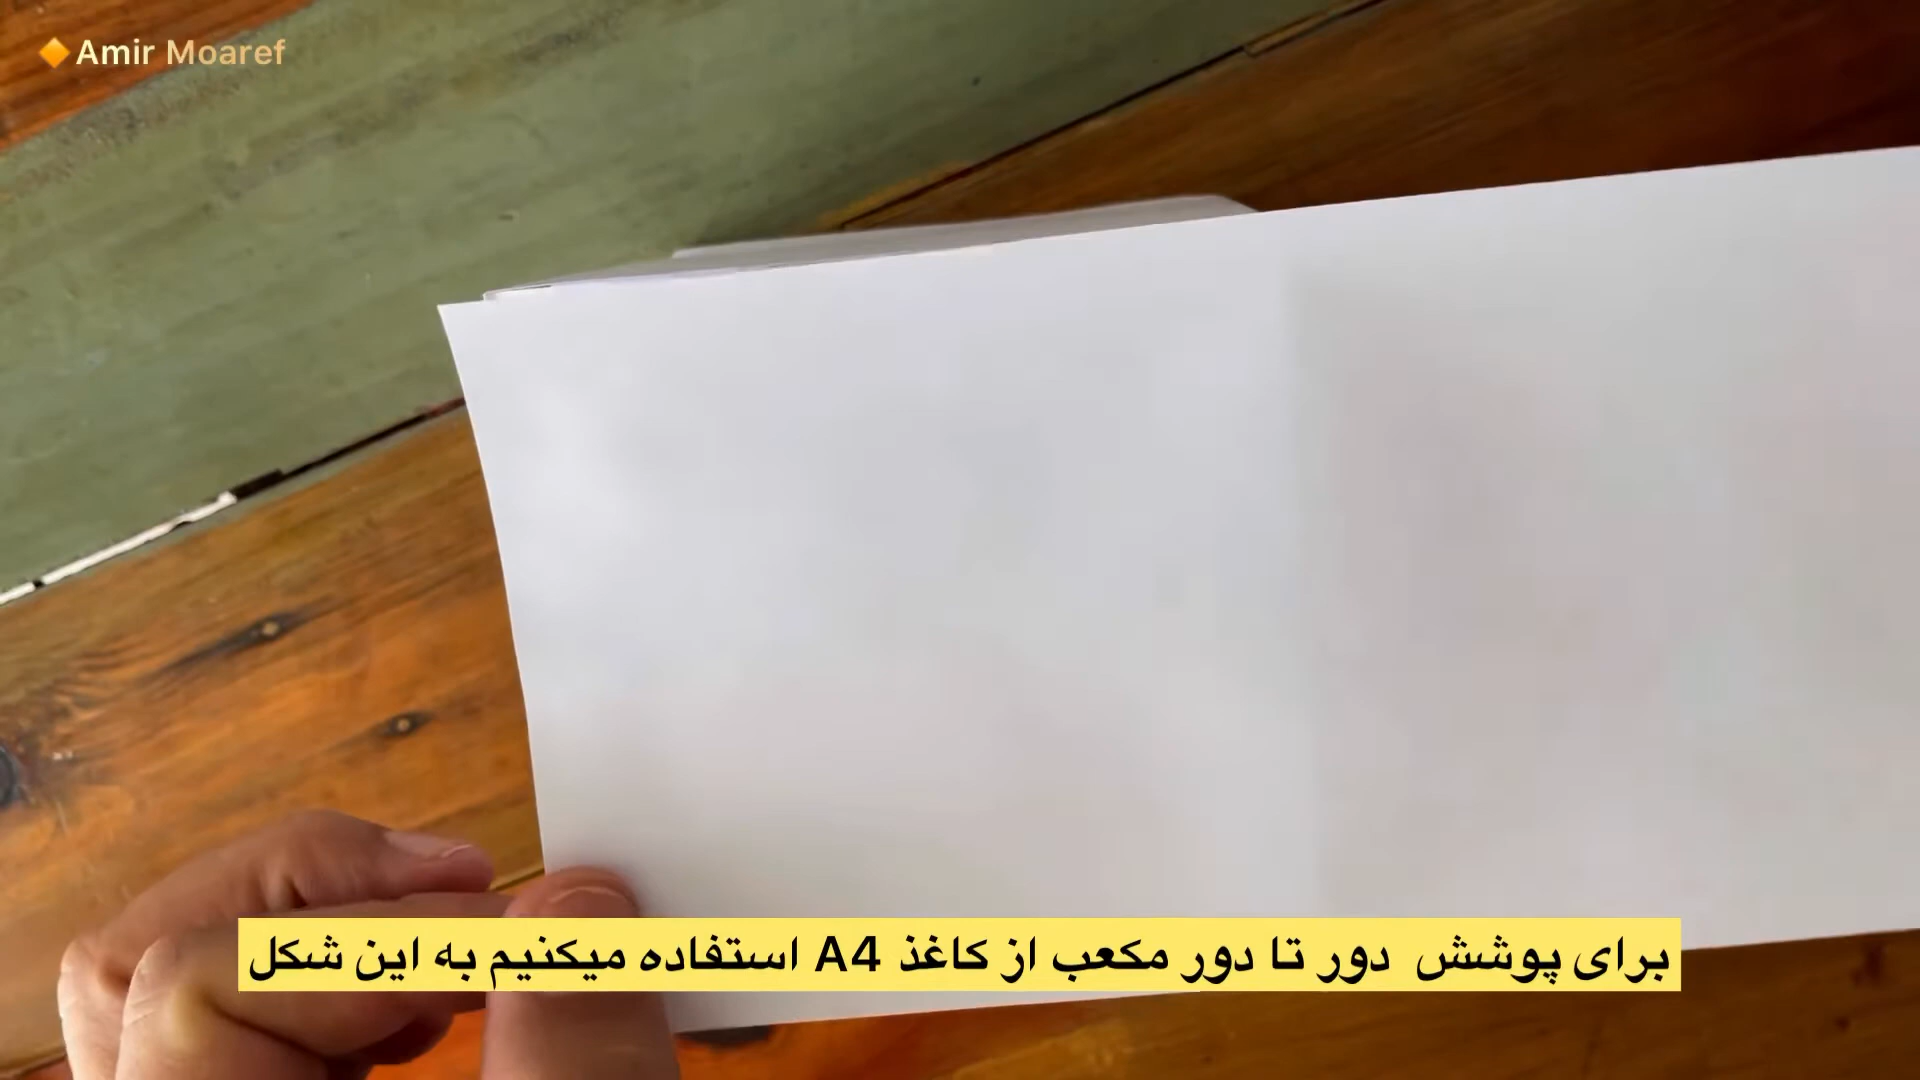 🔶Amir Moaref
برای پوشش دور تا دور مکعب از کاغذ A4 استفاده میکنیم به این شکل